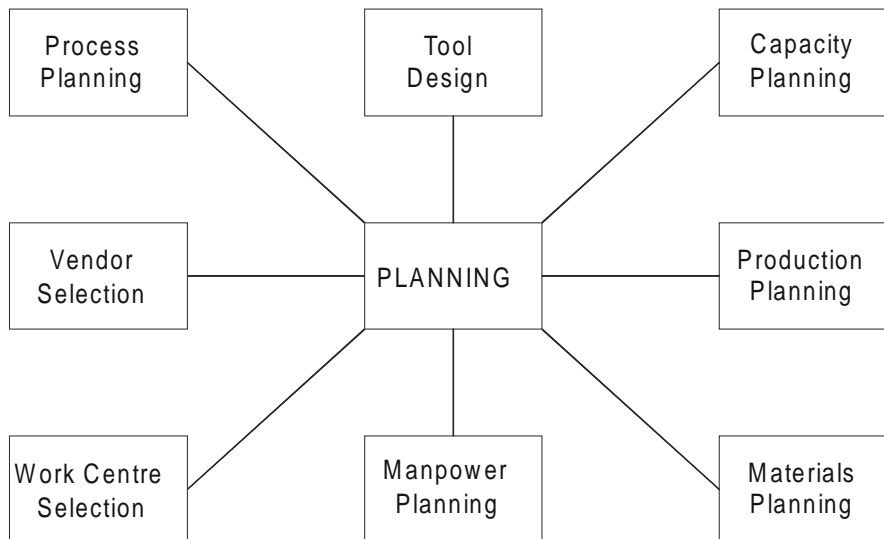 Process
Planning
Tool
Design
Capacity
Planning
Vendor
Selection
PLANNING
Production
Planning
Work Centre
Selection
Manpower
Planning
Materials
Planning